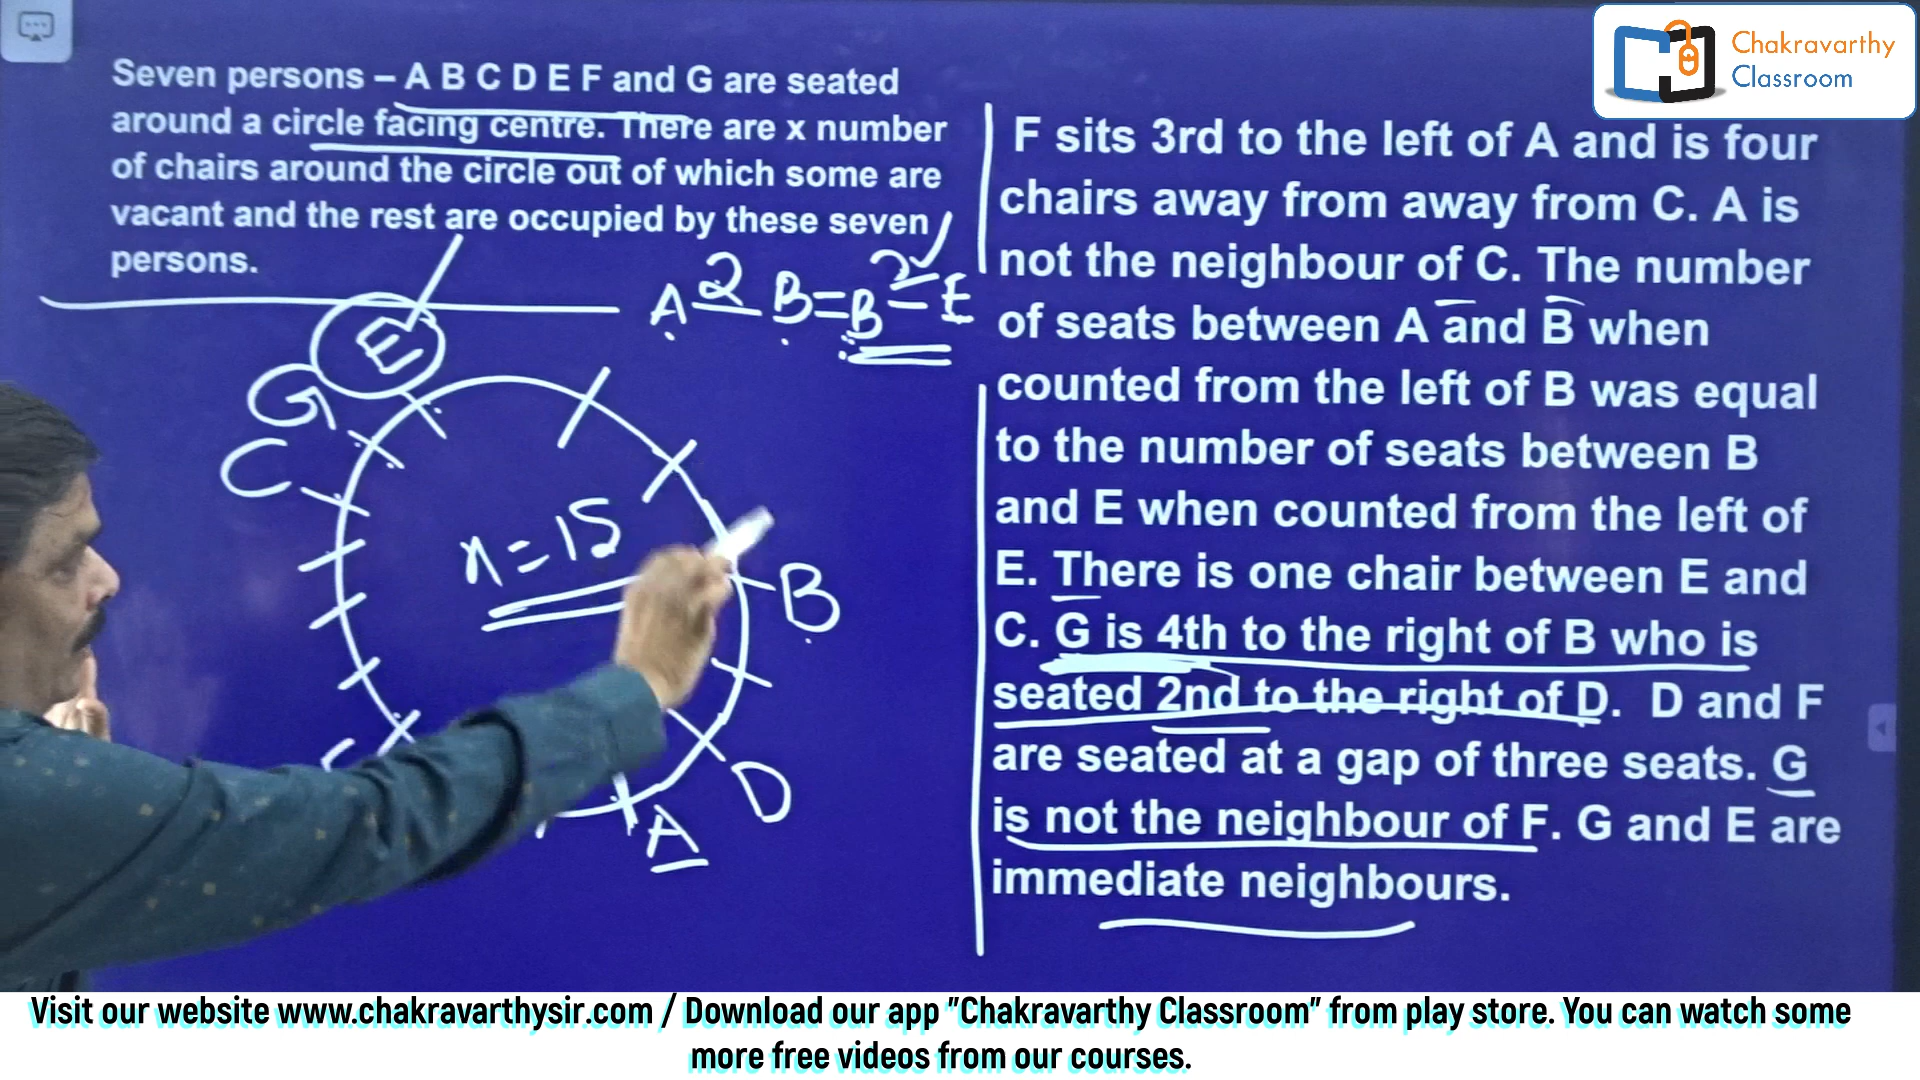 Chakravarthy
Classroom
Seven persons – A B C D E F and G are seated
around a circle facing centre. There are x number
of chairs around the circle out of which some are
vacant and the rest are occupied by these seven
persons.
A 2 B = B 2 E
E
G
C
x = 15
B
D
A
F sits 3rd to the left of A and is four
chairs away from away from C. A is
not the neighbour of C. The number
of seats between A and B when
counted from the left of B was equal
to the number of seats between B
and E when counted from the left of
E. There is one chair between E and
C. G is 4th to the right of B who is
seated 2nd to the right of D. D and F
are seated at a gap of three seats. G
is not the neighbour of F. G and E are
immediate neighbours.
Visit our website www.chakravarthysir.com / Download our app "Chakravarthy Classroom" from play store. You can watch some
more free videos from our courses.